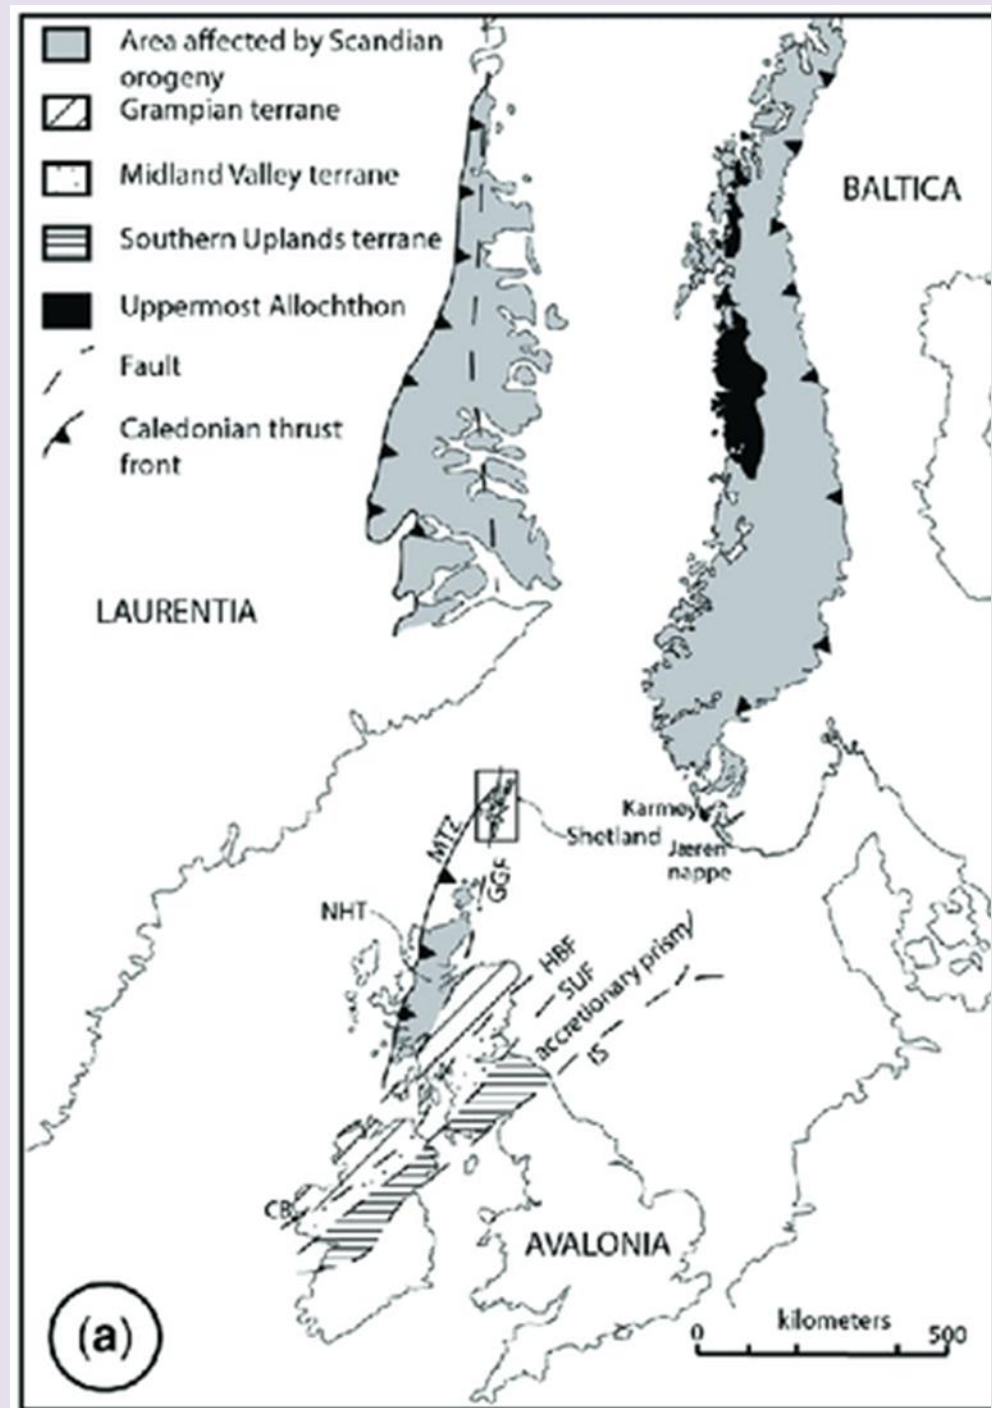 Area affected by Scandian
orogeny
Grampian terrane
Midland Valley terrane
Southern Uplands terrane
Uppermost Allochthon
Fault
Caledonian thrust
front
BALTICA
LAURENTIA
Karmøy
Shetland
Jæren
nappe
MTZ
GGF
NHT
HBF
SUF
accretionary prism
IS
CB
AVALONIA
(a)
kilometers
0
500